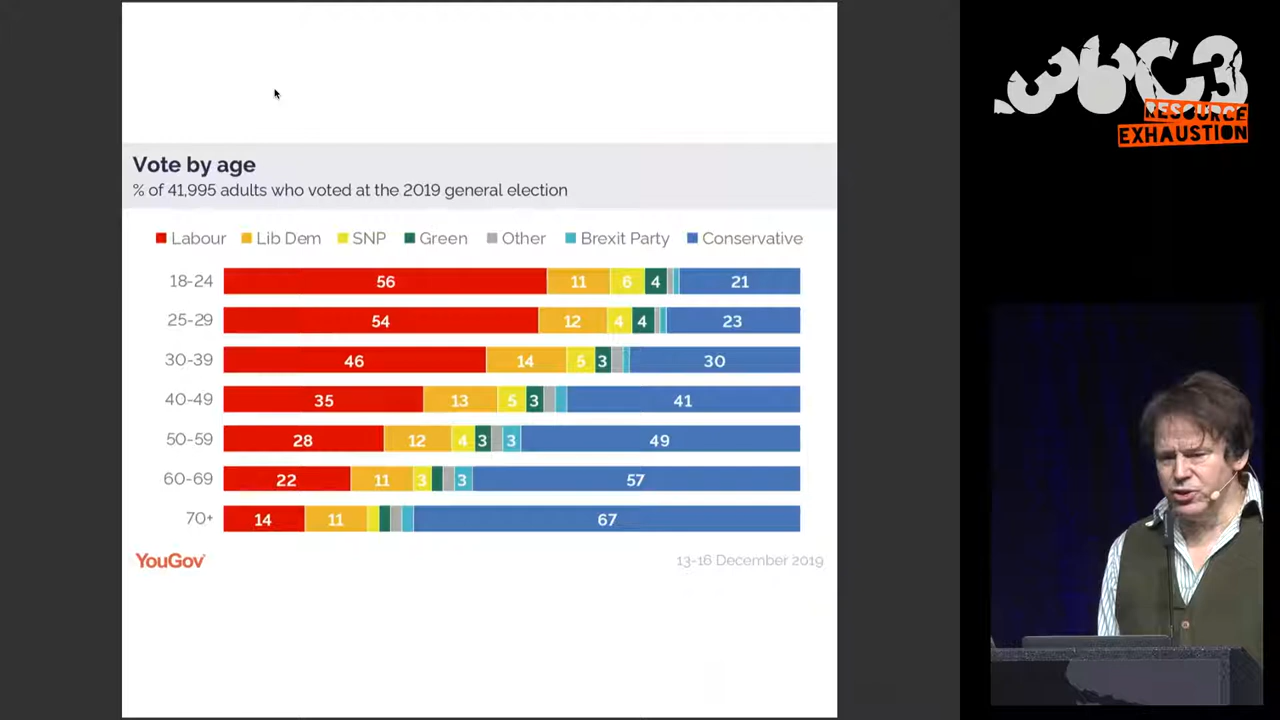 Vote by age
% of 41,995 adults who voted at the 2019 general election
Labour Lib Dem SNP Green Other Brexit Party Conservative
18-24 56 11 6 4 21
25-29 54 12 4 4 23
30-39 46 14 5 3 30
40-49 35 13 5 3 41
50-59 28 12 4 3 3 49
60-69 22 11 3 3 57
70+ 14 11 67
YouGov 13-16 December 2019
36C3
RESOURCE
EXHAUSTION